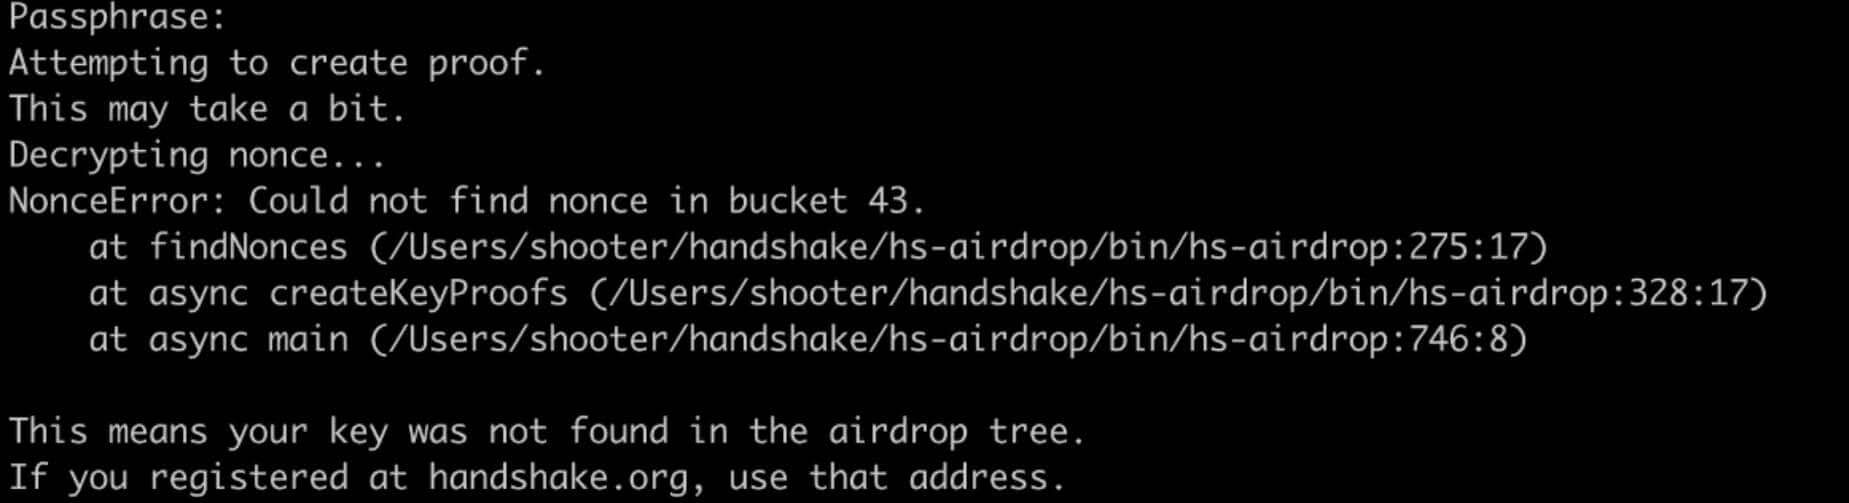 Passphrase:
Attempting to create proof.
This may take a bit.
Decrypting nonce...
NonceError: Could not find nonce in bucket 43.
    at findNonces (/Users/shooter/handshake/hs-airdrop/bin/hs-airdrop:275:17)
    at async createKeyProofs (/Users/shooter/handshake/hs-airdrop/bin/hs-airdrop:328:17)
    at async main (/Users/shooter/handshake/hs-airdrop/bin/hs-airdrop:746:8)

This means your key was not found in the airdrop tree.
If you registered at handshake.org, use that address.